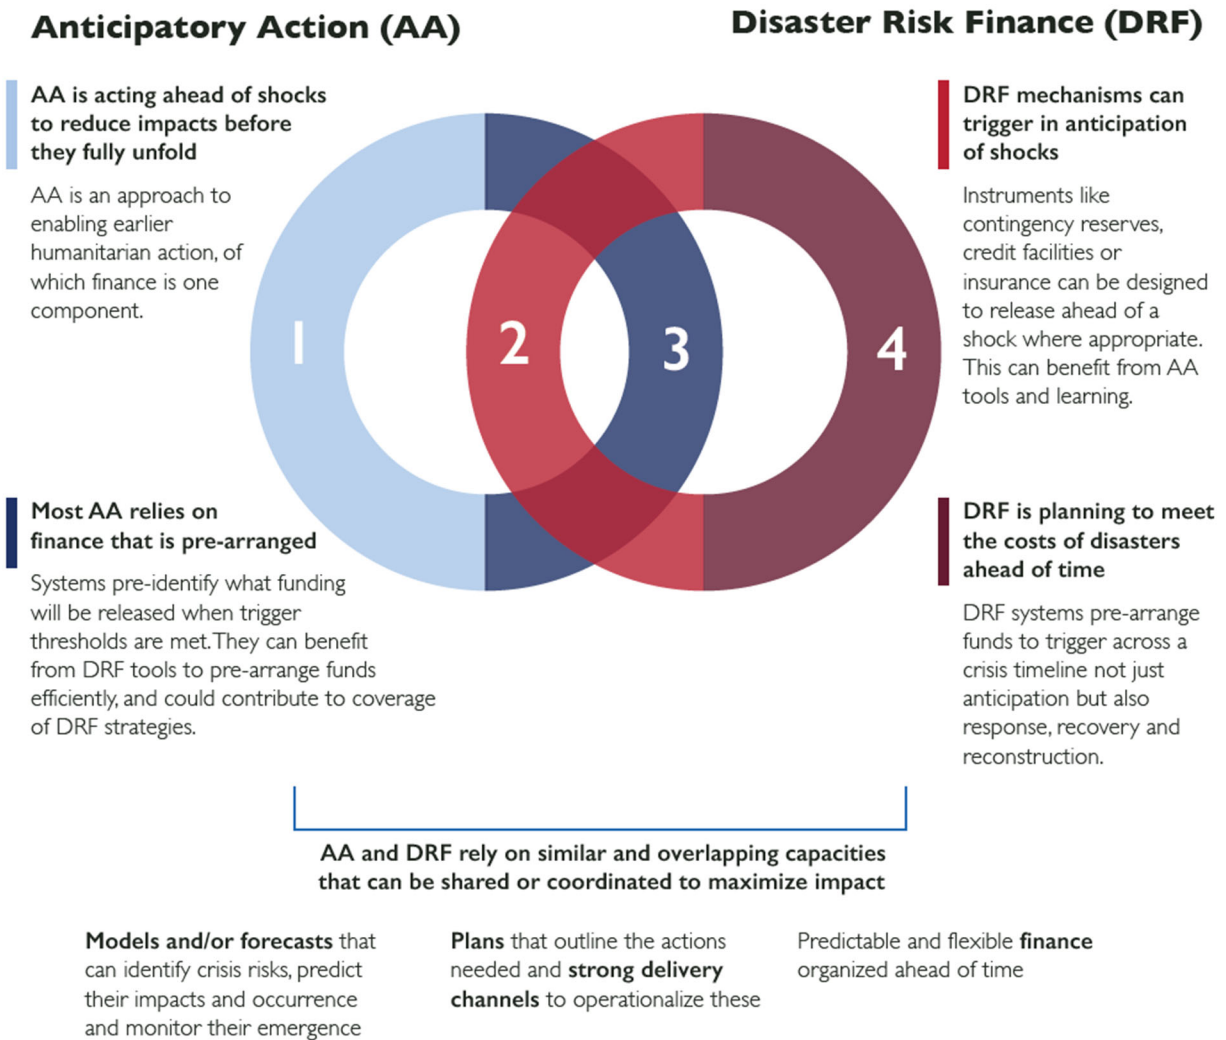 Anticipatory Action (AA)
Disaster Risk Finance (DRF)
AA is acting ahead of shocks
to reduce impacts before
they fully unfold
AA is an approach to
enabling earlier
humanitarian action, of
which finance is one
component.
DRF mechanisms can
trigger in anticipation
of shocks
Instruments like
contingency reserves,
credit facilities or
insurance can be designed
to release ahead of a
shock where appropriate.
This can benefit from AA
tools and learning.
1
2
3
4
Most AA relies on
finance that is pre-arranged
Systems pre-identify what funding
will be released when trigger
thresholds are met. They can benefit
from DRF tools to pre-arrange funds
efficiently, and could contribute to coverage
of DRF strategies.
DRF is planning to meet
the costs of disasters
ahead of time
DRF systems pre-arrange
funds to trigger across a
crisis timeline not just
anticipation but also
response, recovery and
reconstruction.
AA and DRF rely on similar and overlapping capacities
that can be shared or coordinated to maximize impact
Models and/or forecasts that
can identify crisis risks, predict
their impacts and occurrence
and monitor their emergence
Plans that outline the actions
needed and strong delivery
channels to operationalize these
Predictable and flexible finance
organized ahead of time